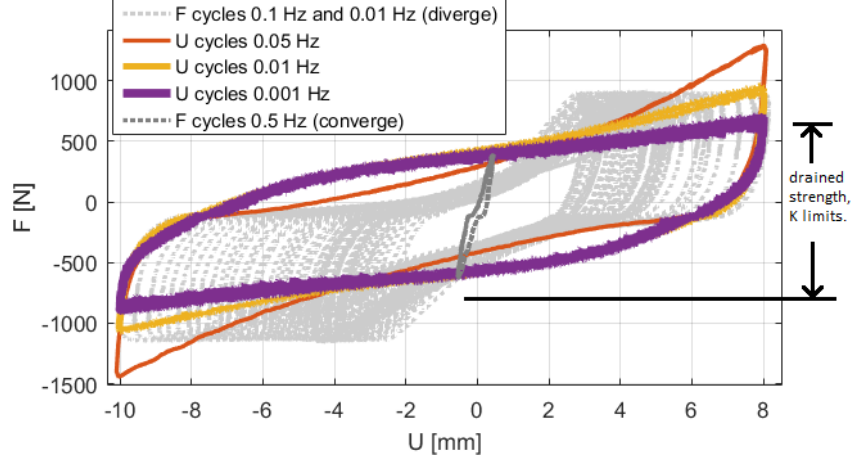 F cycles 0.1 Hz and 0.01 Hz (diverge)
U cycles 0.05 Hz
U cycles 0.01 Hz
U cycles 0.001 Hz
F cycles 0.5 Hz (converge)
1000
500
0
-500
-1000
-1500
F [N]
-10
-8
-6
-4
-2
0
2
4
6
8
U [mm]
drained
strength,
K limits.